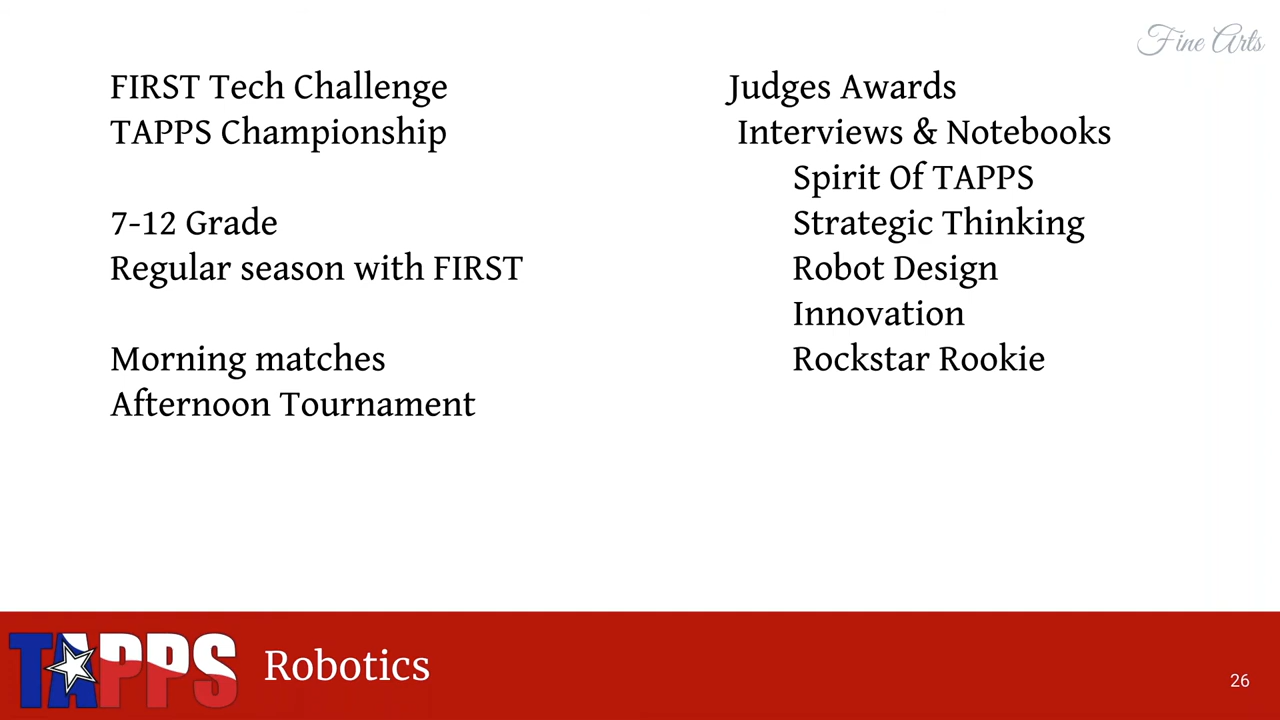 Fine Arts
FIRST Tech Challenge
TAPPS Championship
7-12 Grade
Regular season with FIRST
Morning matches
Afternoon Tournament
Judges Awards
Interviews & Notebooks
Spirit Of TAPPS
Strategic Thinking
Robot Design
Innovation
Rockstar Rookie
TAPPS
Robotics
26